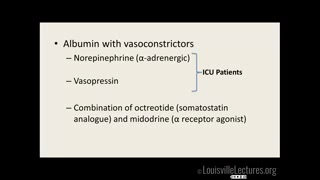 • Albumin with vasoconstrictors
– Norepinephrine (α-adrenergic)
ICU Patients
– Vasopressin
– Combination of octreotide (somatostatin
analogue) and midodrine (α receptor agonist)
LouisvilleLectures.org